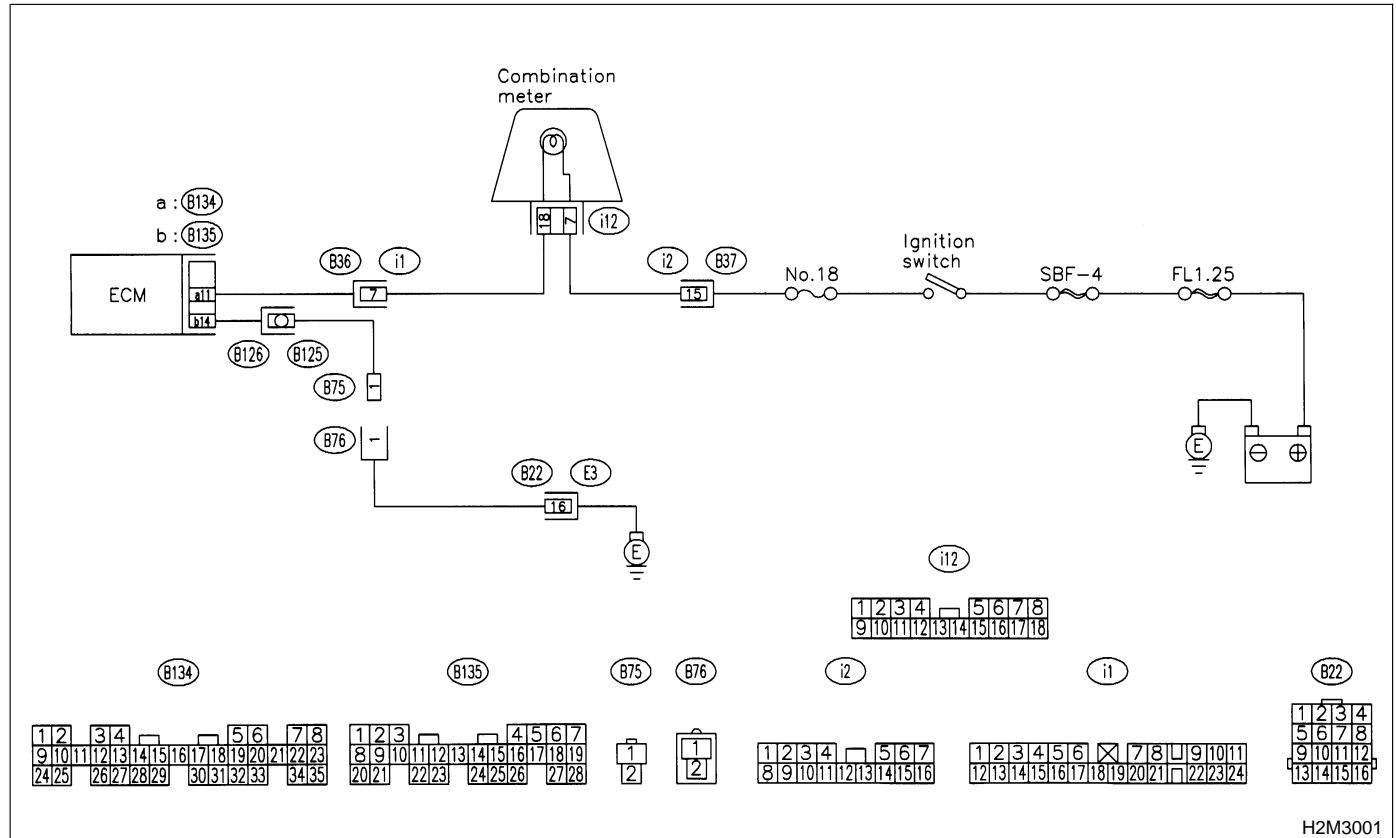 Combination
meter
a : B134
b : B135
18 7 i12
B36 i1
i2 B37
Ignition
switch
No.18
SBF-4
FL1.25
ECM
a11
7
15
b14
B126 B125
B75 1
B76 1
B22 E3
16
E
E
⊖ ⊕
i12
1 2 3 4 5 6 7 8
9 10 11 12 13 14 15 16 17 18
B134
1 2 3 4 5 6 7 8
9 10 11 12 13 14 15 16 17 18 19 20 21 22 23
24 25 26 27 28 29 30 31 32 33 34 35
B135
1 2 3 4 5 6 7
8 9 10 11 12 13 14 15 16 17 18 19
20 21 22 23 24 25 26 27 28
B75
1
2
B76
1
2
i2
1 2 3 4 5 6 7
8 9 10 11 12 13 14 15 16
i1
1 2 3 4 5 6 7 8 9 10 11
12 13 14 15 16 17 18 19 20 21 22 23 24
B22
1 2 3 4
5 6 7 8
9 10 11 12
13 14 15 16
H2M3001